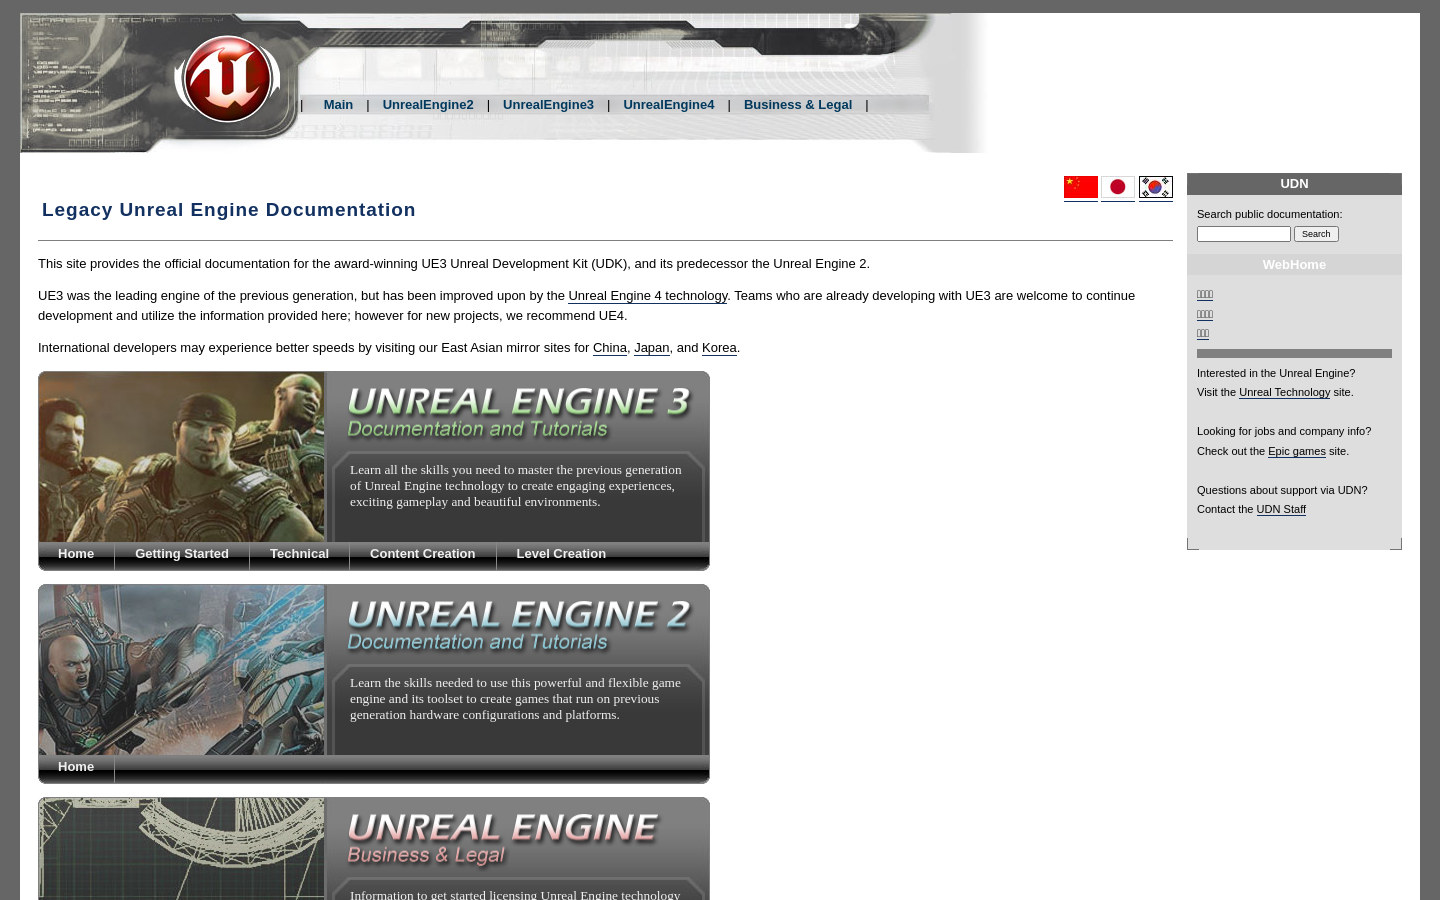 | Main | UnrealEngine2 | UnrealEngine3 | UnrealEngine4 | Business & Legal |
Legacy Unreal Engine Documentation
This site provides the official documentation for the award-winning UE3 Unreal Development Kit (UDK), and its predecessor the Unreal Engine 2.
UE3 was the leading engine of the previous generation, but has been improved upon by the Unreal Engine 4 technology. Teams who are already developing with UE3 are welcome to continue
development and utilize the information provided here; however for new projects, we recommend UE4.
International developers may experience better speeds by visiting our East Asian mirror sites for China, Japan, and Korea.
UNREAL ENGINE 3
Documentation and Tutorials
Learn all the skills you need to master the previous generation
of Unreal Engine technology to create engaging experiences,
exciting gameplay and beautiful environments.
Home Getting Started Technical Content Creation Level Creation
UNREAL ENGINE 2
Documentation and Tutorials
Learn the skills needed to use this powerful and flexible game
engine and its toolset to create games that run on previous
generation hardware configurations and platforms.
Home
UNREAL ENGINE
Business & Legal
Information to get started licensing Unreal Engine technology
UDN
Search public documentation:
Search
WebHome
Interested in the Unreal Engine?
Visit the Unreal Technology site.
Looking for jobs and company info?
Check out the Epic games site.
Questions about support via UDN?
Contact the UDN Staff